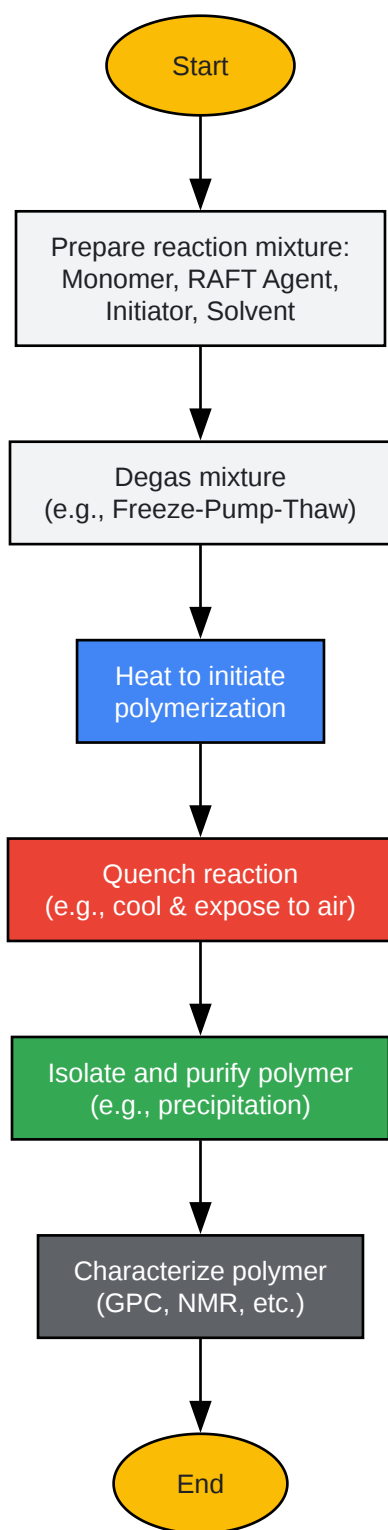 Start
Prepare reaction mixture:
Monomer, RAFT Agent,
Initiator, Solvent
Degas mixture
(e.g., Freeze-Pump-Thaw)
Heat to initiate
polymerization
Quench reaction
(e.g., cool & expose to air)
Isolate and purify polymer
(e.g., precipitation)
Characterize polymer
(GPC, NMR, etc.)
End